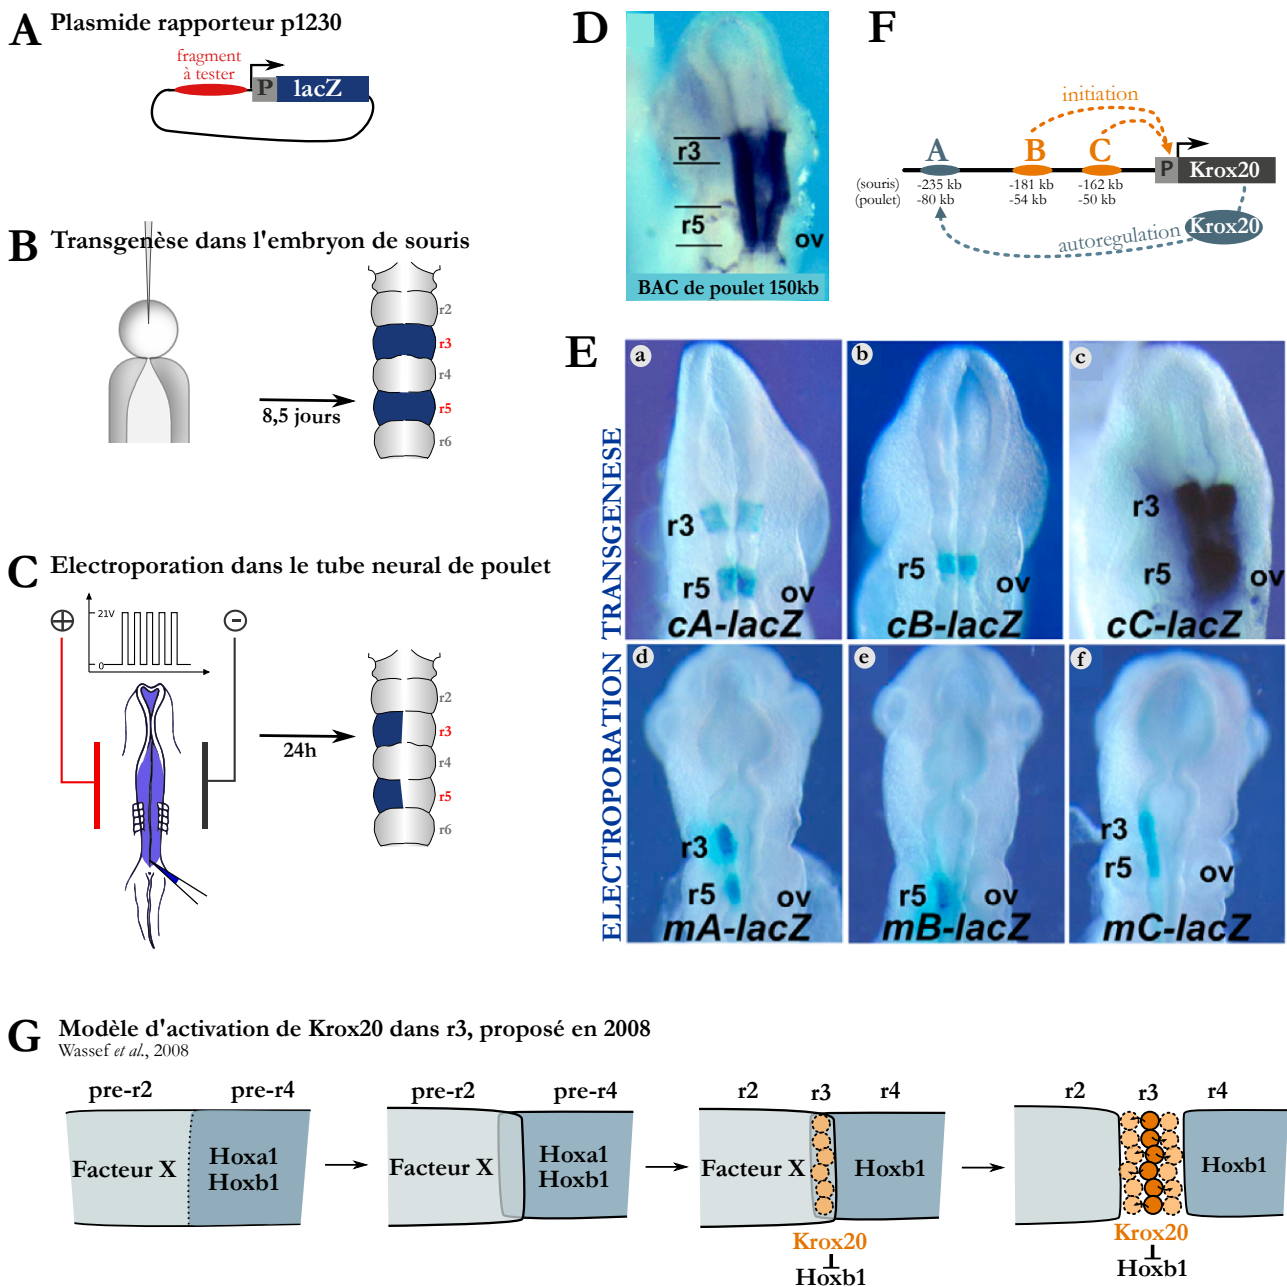 A Plasmide rapporteur p1230
fragment
à tester
P lacZ
B Transgenèse dans l'embryon de souris
8,5 jours
r2
r3
r4
r5
r6
C Electroporation dans le tube neural de poulet
21V
0
+
-
24h
r2
r3
r4
r5
r6
D
r3
r5
ov
BAC de poulet 150kb
F
initiation
A B C
P Krox20
(souris) -235 kb -181 kb -162 kb
(poulet) -80 kb -54 kb -50 kb
Krox20
autoregulation
E
TRANSGENESE
a
r3
r5 ov
cA-lacZ
b
r5 ov
cB-lacZ
c
r3
r5 ov
cC-lacZ
ELECTROPORATION
d
r3
r5 ov
mA-lacZ
e
r5 ov
mB-lacZ
f
r3
r5 ov
mC-lacZ
G Modèle d'activation de Krox20 dans r3, proposé en 2008
Wassef et al., 2008
pre-r2 pre-r4
Facteur X
Hoxa1
Hoxb1
pre-r2 pre-r4
Facteur X
Hoxa1
Hoxb1
r2 r3 r4
Facteur X Hoxb1
Krox20
Hoxb1
r2 r3 r4
Hoxb1
Krox20
Hoxb1